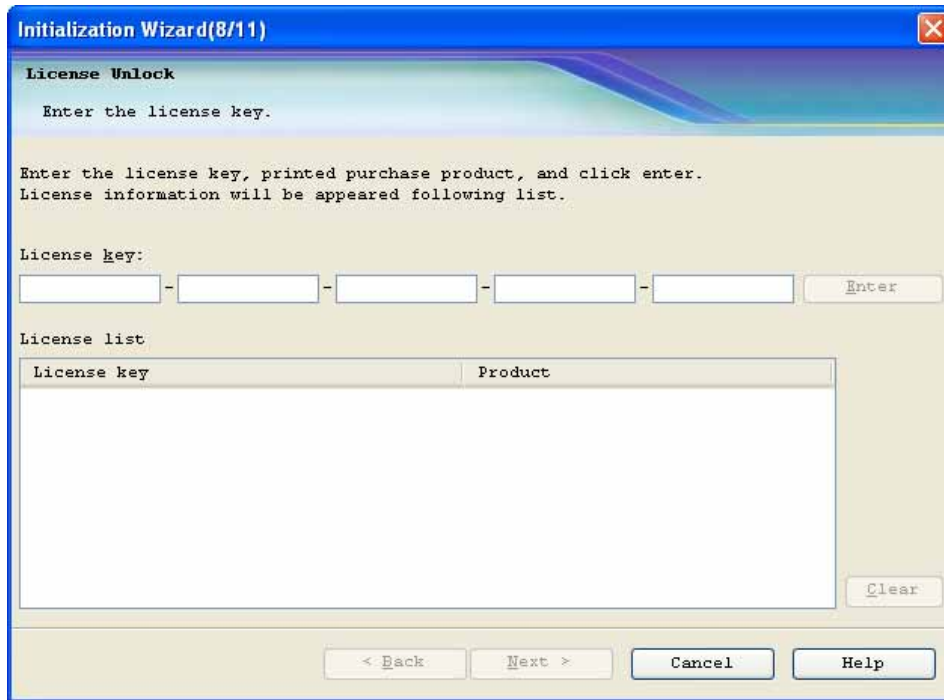 Initialization Wizard(8/11)
License Unlock
Enter the license key.
Enter the license key, printed purchase product, and click enter.
License information will be appeared following list.
License key:
- - - - Enter
License list
License key Product
Clear
< Back Next > Cancel Help